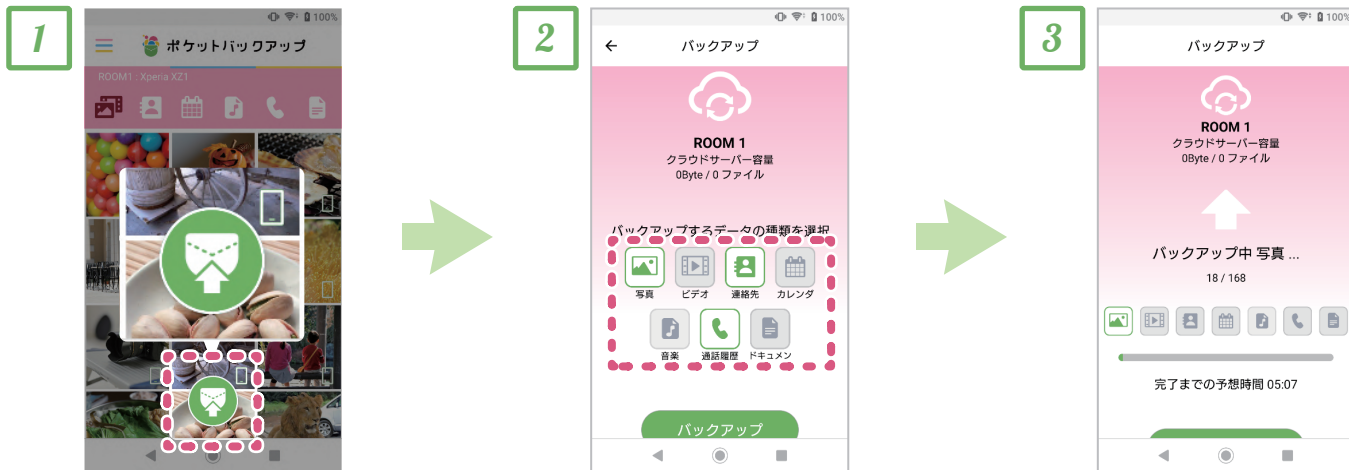 1
100%
ポケットバックアップ
ROOM1 : Xperia XZ1
2
100%
バックアップ
ROOM 1
クラウドサーバー容量
0Byte / 0 ファイル
バックアップするデータの種類を選択
写真 ビデオ 連絡先 カレンダ
音楽 通話履歴 ドキュメン
バックアップ
3
100%
バックアップ
ROOM 1
クラウドサーバー容量
0Byte / 0 ファイル
バックアップ中 写真 ...
18 / 168
完了までの予想時間 05:07